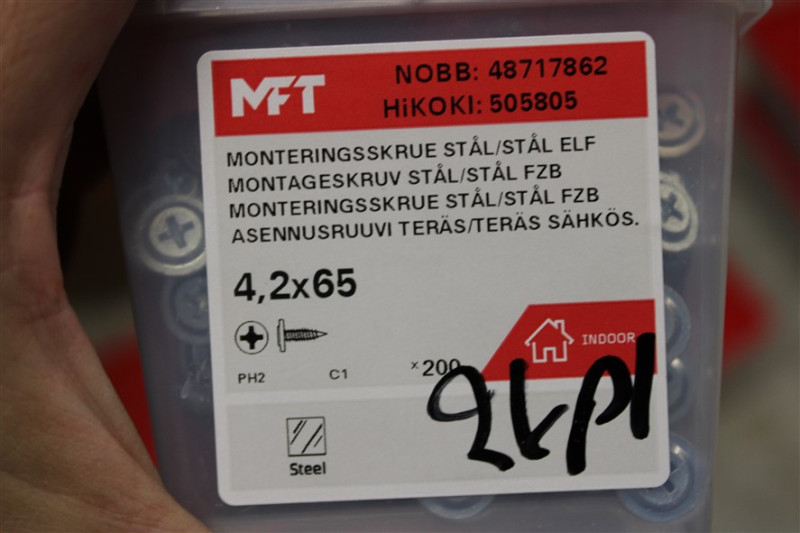 MFT
NOBB: 48717862
HiKOKI: 505805
MONTERINGSSKRUE STÅL/STÅL ELF
MONTAGESKRUV STÅL/STÅL FZB
MONTERINGSSKRUE STÅL/STÅL FZB
ASENNUSRUUVI TERÄS/TERÄS SÄHKÖS.
4,2x65
INDOOR
PH2
C1
x200
Steel